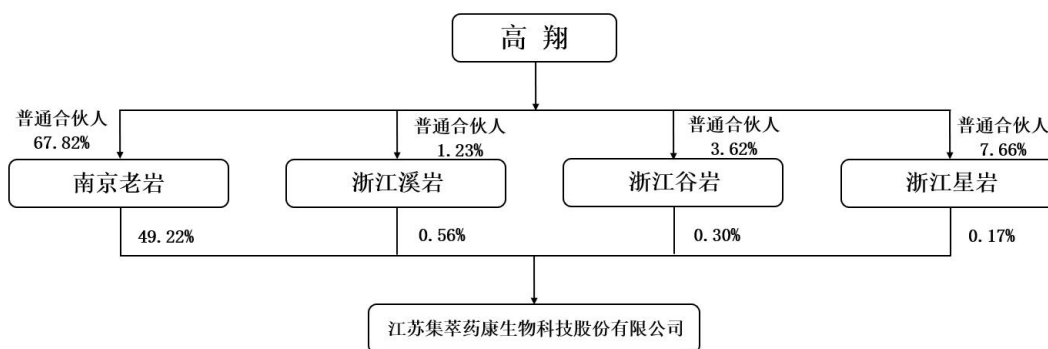 高 翔
普通合伙人
67.82%
普通合伙人
1.23%
普通合伙人
3.62%
普通合伙人
7.66%
南京老岩
浙江溪岩
浙江谷岩
浙江星岩
49.22%
0.56%
0.30%
0.17%
江苏集萃药康生物科技股份有限公司